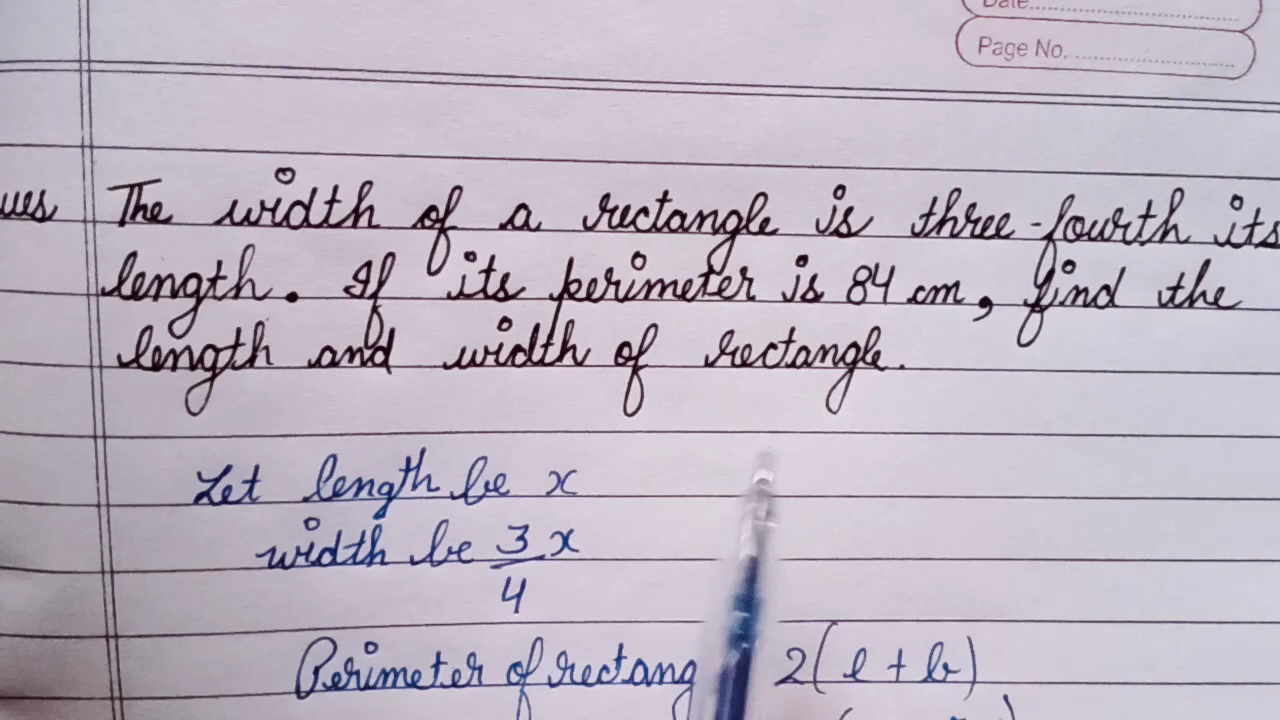 Date
Page No.
The width of a rectangle is three-fourth its
length. If its perimeter is 84 cm, find the
length and width of rectangle.
Let length be x
width be 3/4 x
Perimeter of rectang 2(l + b)